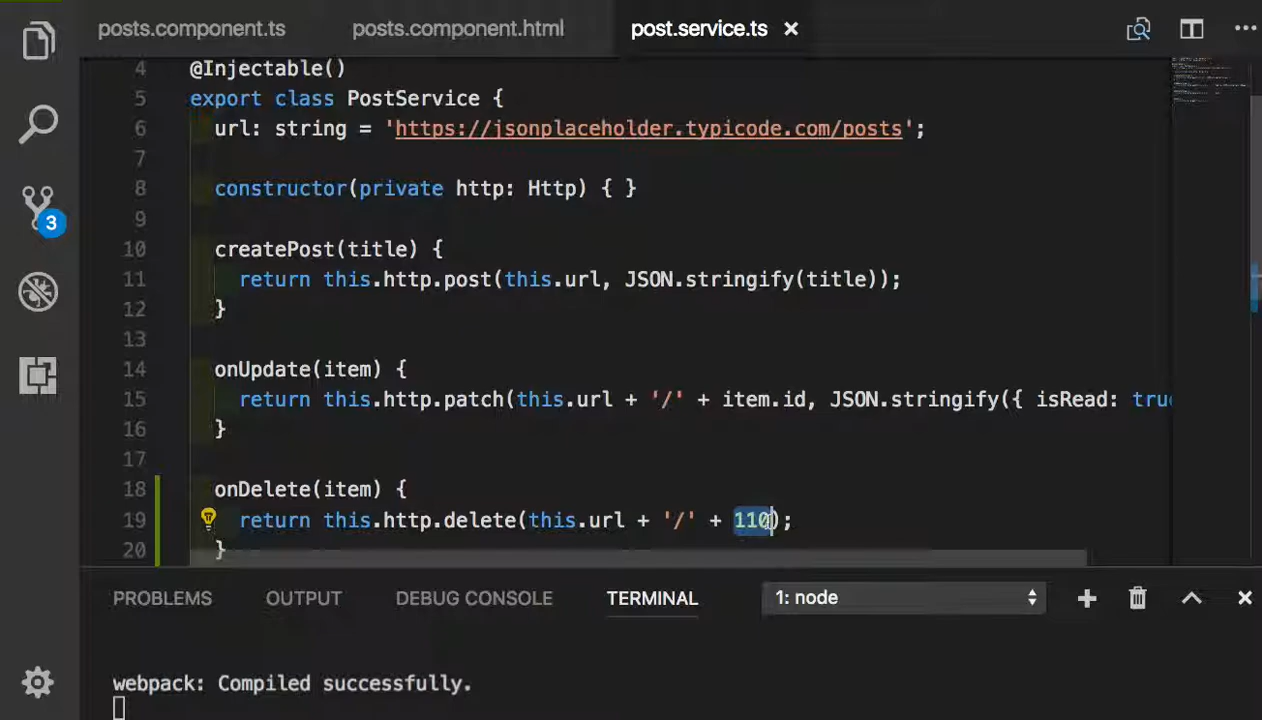 posts.component.ts posts.component.html post.service.ts
4 @Injectable()
5 export class PostService {
6 url: string = 'https://jsonplaceholder.typicode.com/posts';
7
8 constructor(private http: Http) { }
9
10 createPost(title) {
11 return this.http.post(this.url, JSON.stringify(title));
12 }
13
14 onUpdate(item) {
15 return this.http.patch(this.url + '/' + item.id, JSON.stringify({ isRead: true
16 }
17
18 onDelete(item) {
19 return this.http.delete(this.url + '/' + 110);
20 }
3
PROBLEMS OUTPUT DEBUG CONSOLE TERMINAL 1: node
webpack: Compiled successfully.